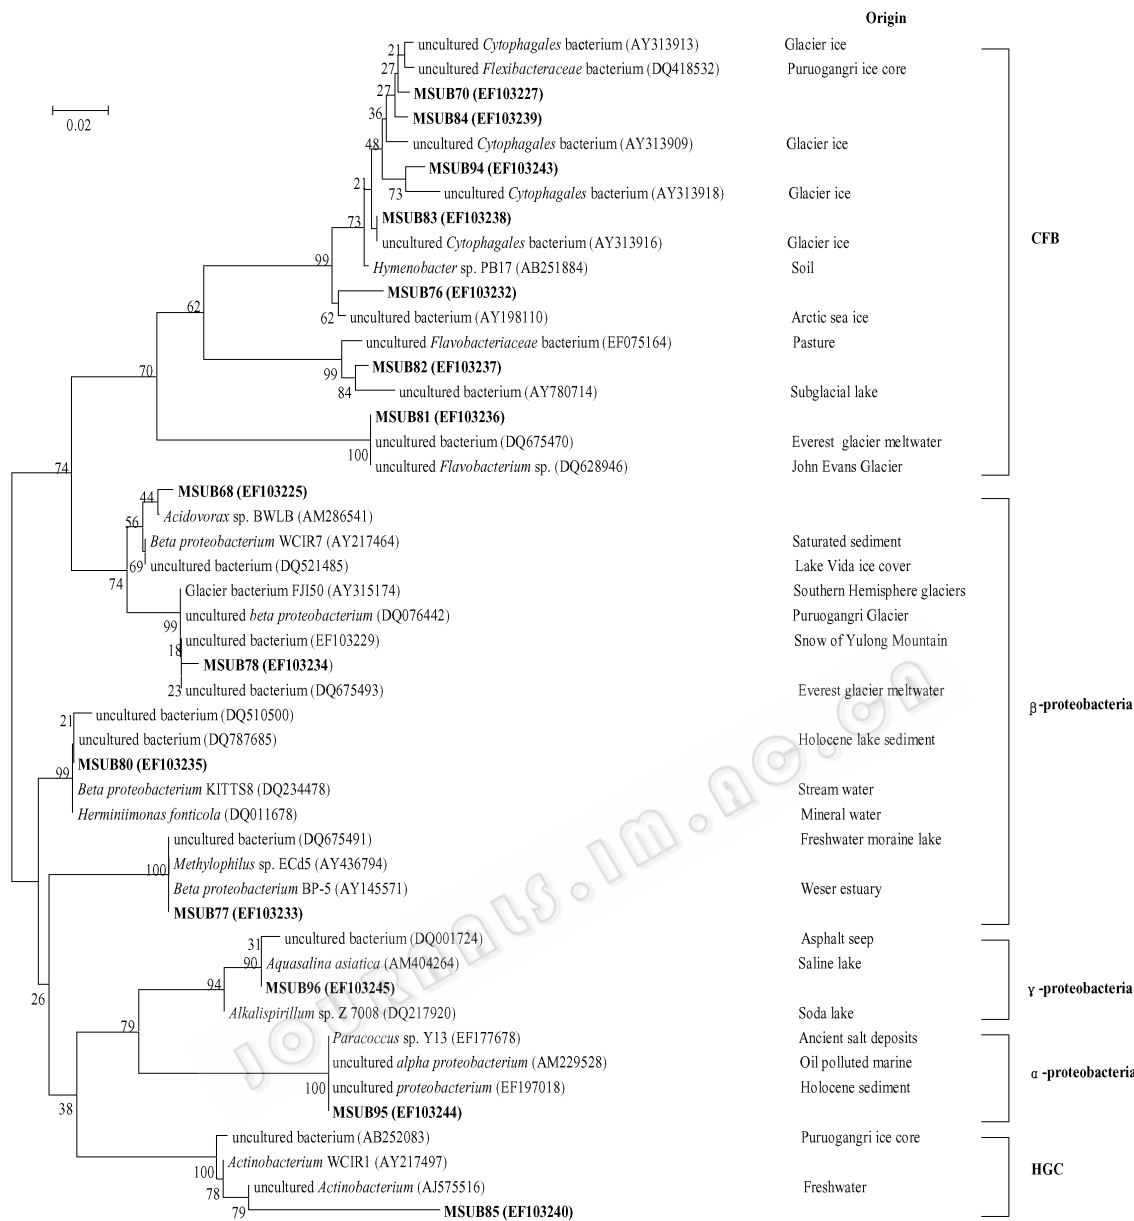 Origin
21 uncultured Cytophagales bacterium (AY313913) Glacier ice
27 uncultured Flexibacteraceae bacterium (DQ418532) Puruogangri ice core
27 MSUB70 (EF103227)
0.02
36 MSUB84 (EF103239)
48 uncultured Cytophagales bacterium (AY313909) Glacier ice
MSUB94 (EF103243)
21 73 uncultured Cytophagales bacterium (AY313918) Glacier ice
73 MSUB83 (EF103238)
CFB
uncultured Cytophagales bacterium (AY313916) Glacier ice
99 Hymenobacter sp. PB17 (AB251884) Soil
MSUB76 (EF103232)
62 62 uncultured bacterium (AY198110) Arctic sea ice
uncultured Flavobacteriaceae bacterium (EF075164) Pasture
70 99 MSUB82 (EF103237)
84 uncultured bacterium (AY780714) Subglacial lake
MSUB81 (EF103236)
uncultured bacterium (DQ675470) Everest glacier meltwater
74 100 uncultured Flavobacterium sp. (DQ628946) John Evans Glacier
44 MSUB68 (EF103225)
56 Acidovorax sp. BWLB (AM286541)
Beta proteobacterium WCIR7 (AY217464) Saturated sediment
69 uncultured bacterium (DQ521485) Lake Vida ice cover
74 Glacier bacterium FJI50 (AY315174) Southern Hemisphere glaciers
uncultured beta proteobacterium (DQ076442) Puruogangri Glacier
99 uncultured bacterium (EF103229) Snow of Yulong Mountain
18 MSUB78 (EF103234)
23 uncultured bacterium (DQ675493) Everest glacier meltwater
β-proteobacteria
21 uncultured bacterium (DQ510500)
uncultured bacterium (DQ787685) Holocene lake sediment
99 MSUB80 (EF103235)
Beta proteobacterium KITTS8 (DQ234478) Stream water
Herminiimonas fonticola (DQ011678) Mineral water
uncultured bacterium (DQ675491) Freshwater moraine lake
100 Methylophilus sp. ECd5 (AY436794)
Beta proteobacterium BP-5 (AY145571) Weser estuary
MSUB77 (EF103233)
31 uncultured bacterium (DQ001724) Asphalt seep
90 Aquasalina asiatica (AM404264) Saline lake
26 94 MSUB96 (EF103245)
γ-proteobacteria
Alkalispirillum sp. Z 7008 (DQ217920) Soda lake
79 Paracoccus sp. Y13 (EF177678) Ancient salt deposits
uncultured alpha proteobacterium (AM229528) Oil polluted marine
α-proteobacteria
100 uncultured proteobacterium (EF197018) Holocene sediment
38 MSUB95 (EF103244)
uncultured bacterium (AB252083) Puruogangri ice core
100 Actinobacterium WCIR1 (AY217497)
HGC
78 uncultured Actinobacterium (AJ575516) Freshwater
79 MSUB85 (EF103240)
JOURNALS.IM.AC.CN